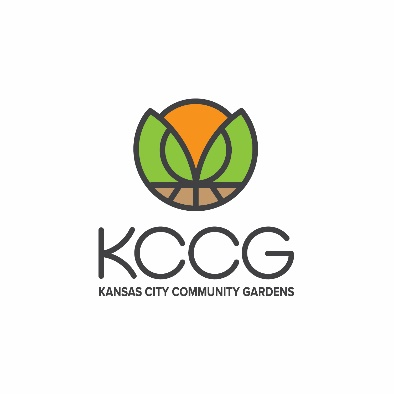 KCCG
KANSAS CITY COMMUNITY GARDENS